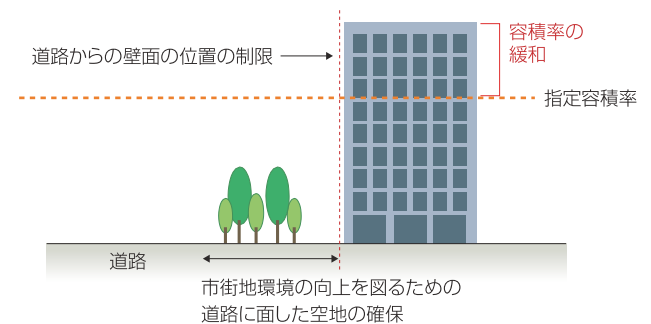 容積率の
緩和
道路からの壁面の位置の制限
指定容積率
道路
市街地環境の向上を図るための
道路に面した空地の確保